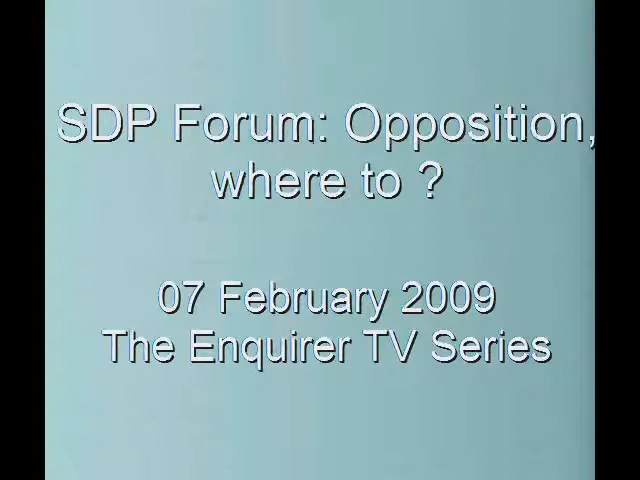 SDP Forum: Opposition,
where to ?
07 February 2009
The Enquirer TV Series